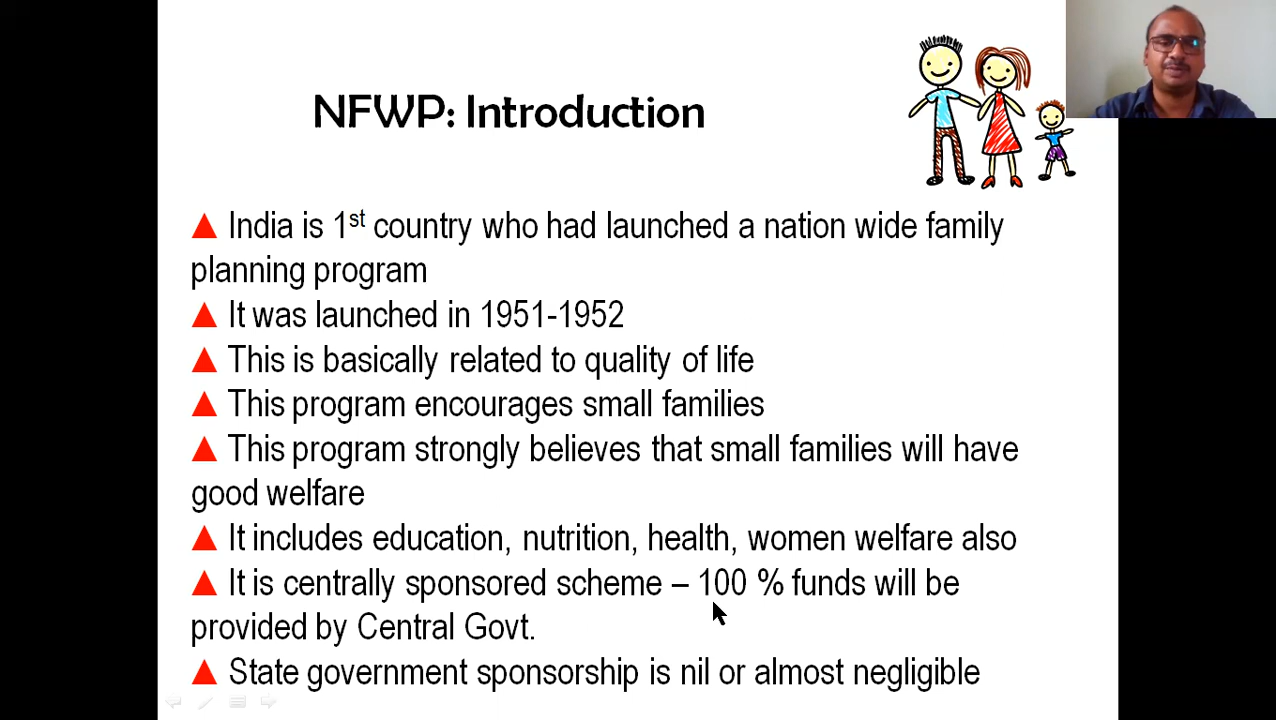 NFWP: Introduction
▲ India is 1st country who had launched a nation wide family
planning program
▲ It was launched in 1951-1952
▲ This is basically related to quality of life
▲ This program encourages small families
▲ This program strongly believes that small families will have
good welfare
▲ It includes education, nutrition, health, women welfare also
▲ It is centrally sponsored scheme – 100 % funds will be
provided by Central Govt.
▲ State government sponsorship is nil or almost negligible